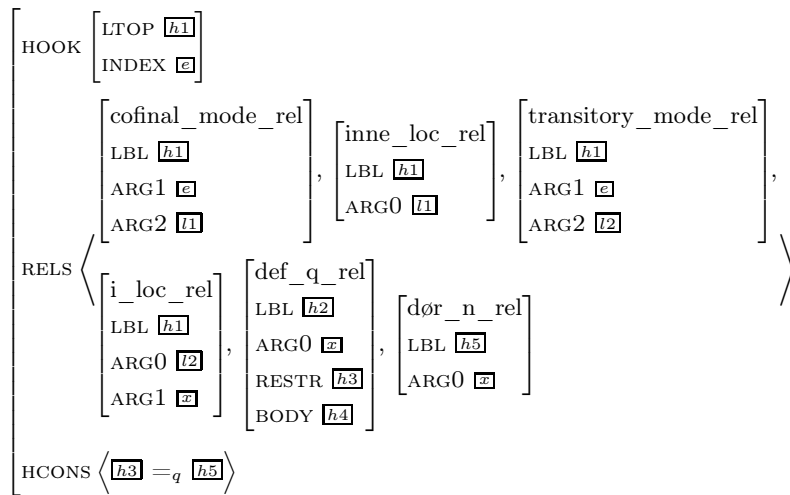 HOOK [LTOP h1
INDEX e]
RELS ⟨[cofinal_mode_rel
LBL h1
ARG1 e
ARG2 l1], [inne_loc_rel
LBL h1
ARG0 l1], [transitory_mode_rel
LBL h1
ARG1 e
ARG2 l2],
[i_loc_rel
LBL h1
ARG0 l2
ARG1 x], [def_q_rel
LBL h2
ARG0 x
RESTR h3
BODY h4], [dør_n_rel
LBL h5
ARG0 x]⟩
HCONS ⟨h3 =q h5⟩